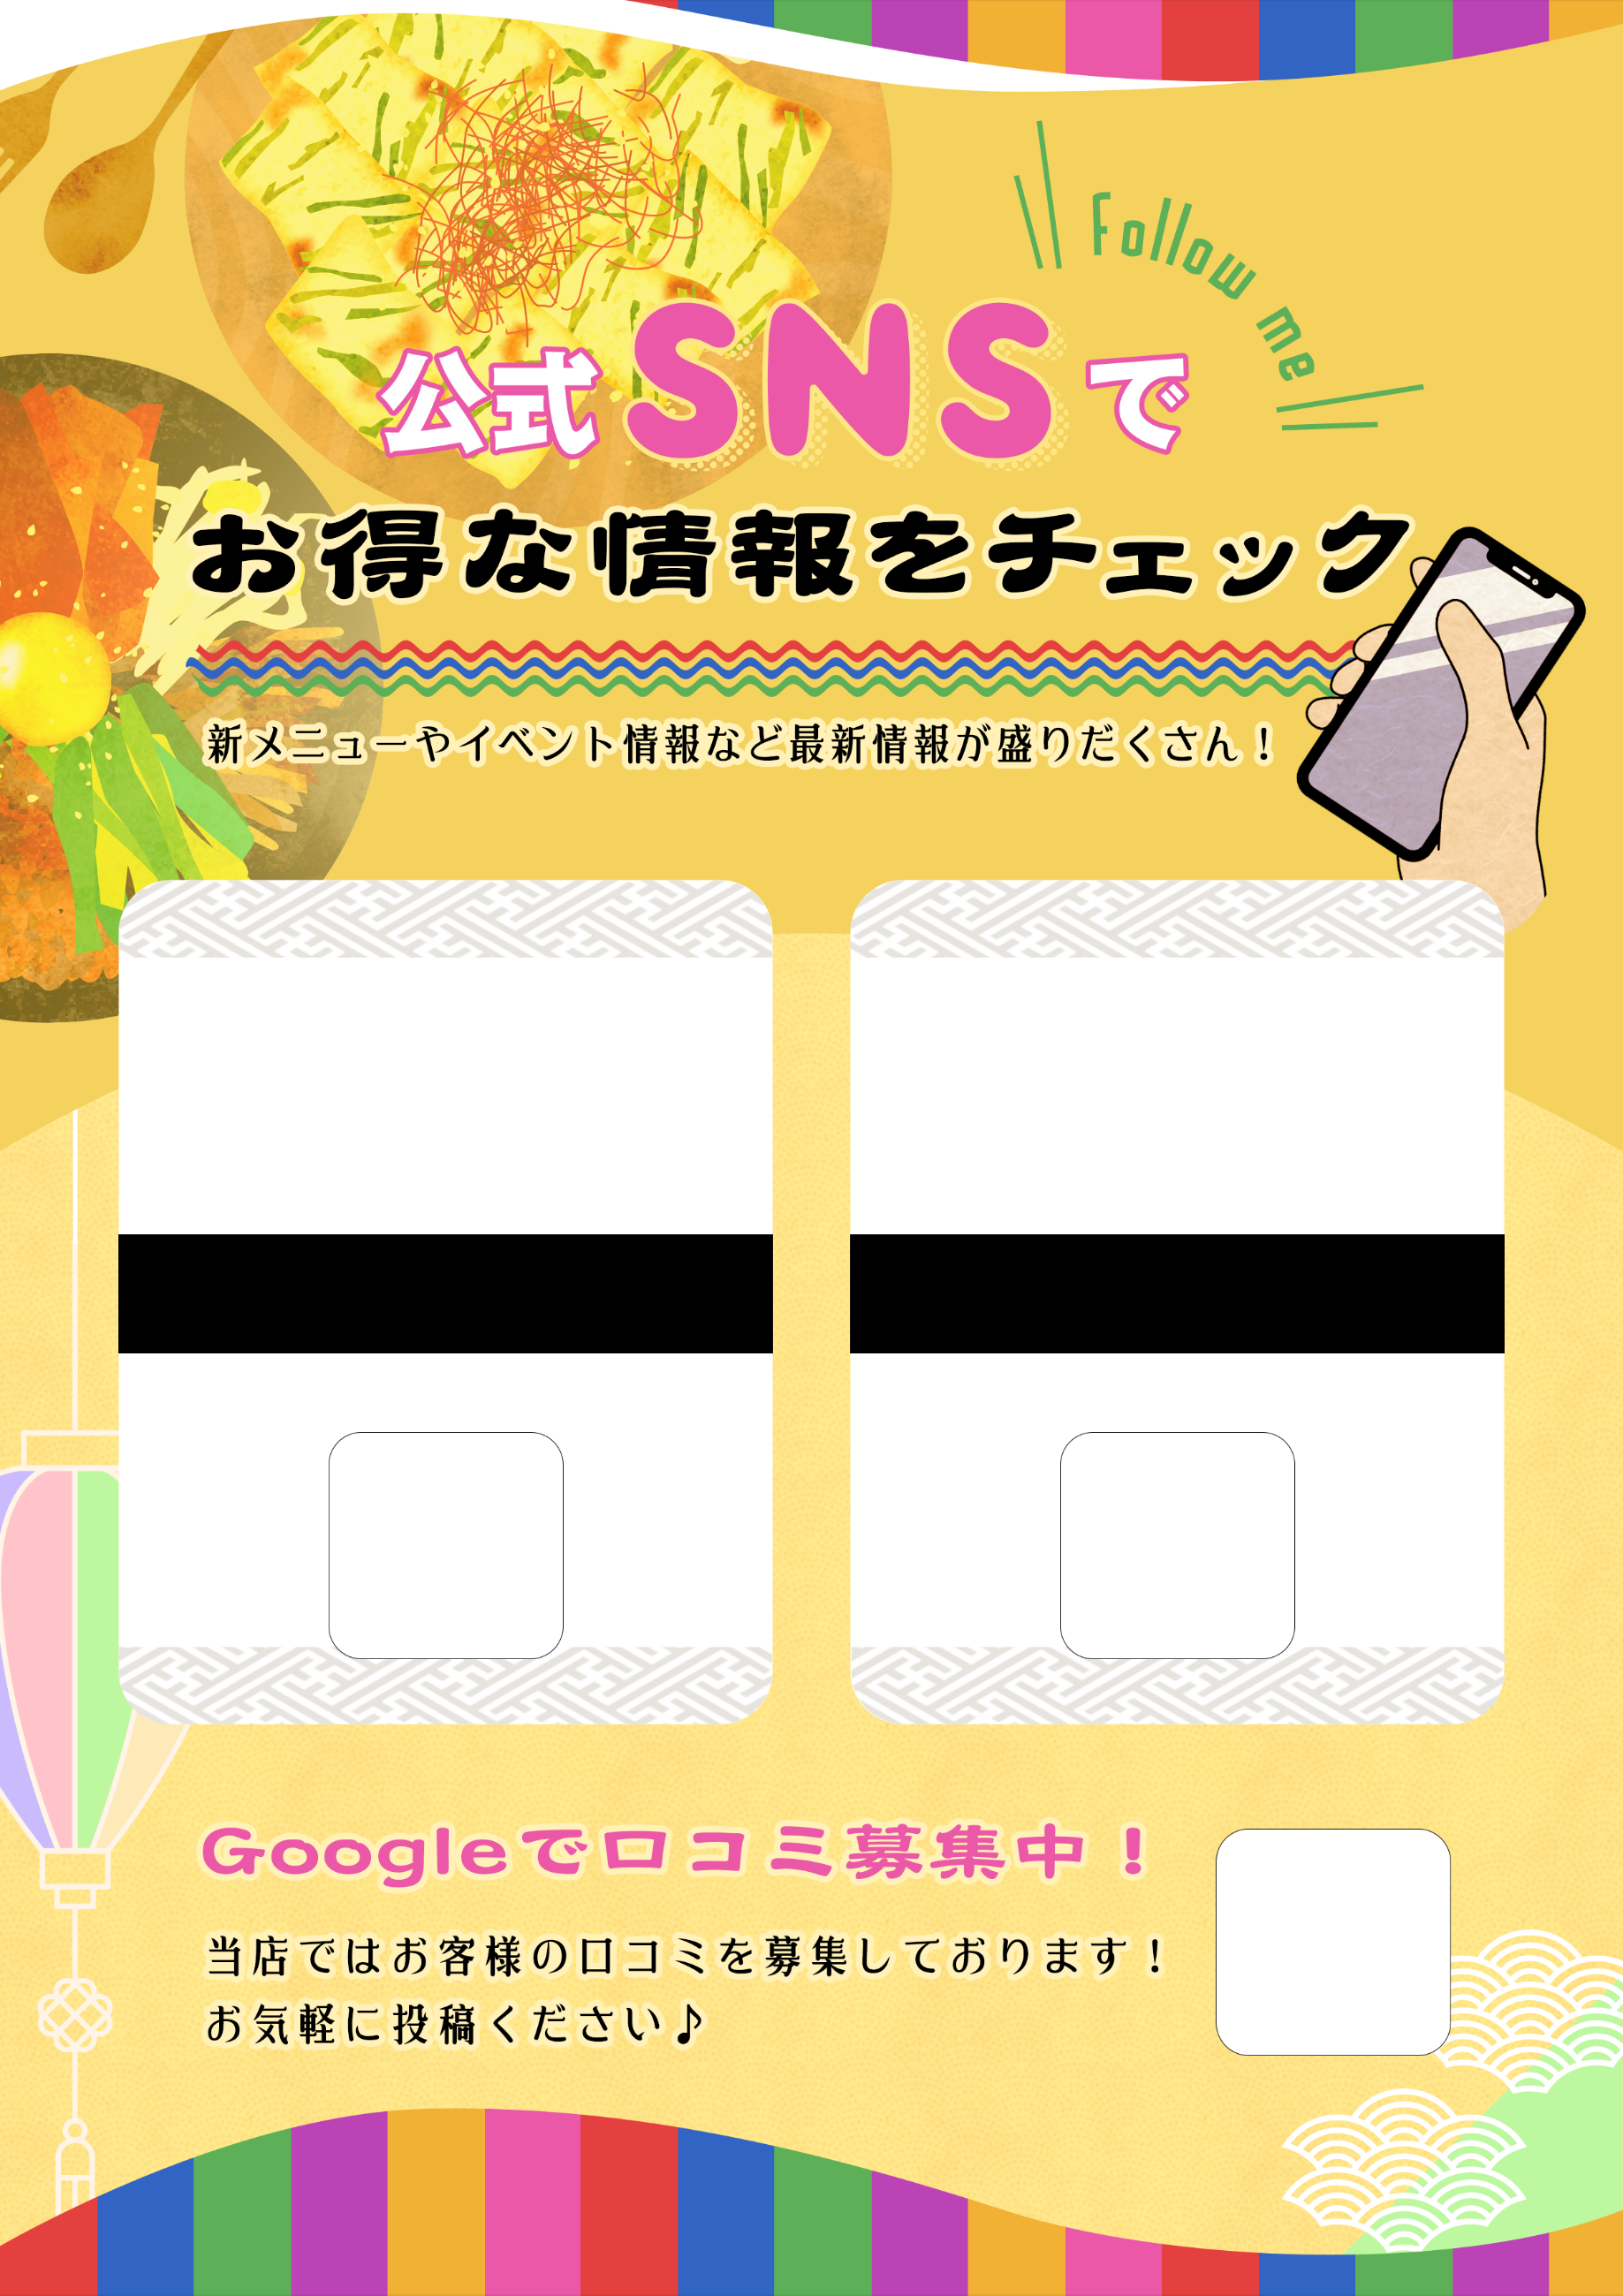 Follow me
公式SNSで
お得な情報をチェック
新メニューやイベント情報など最新情報が盛りだくさん！
Googleで口コミ募集中！
当店ではお客様の口コミを募集しております！
お気軽に投稿ください♪